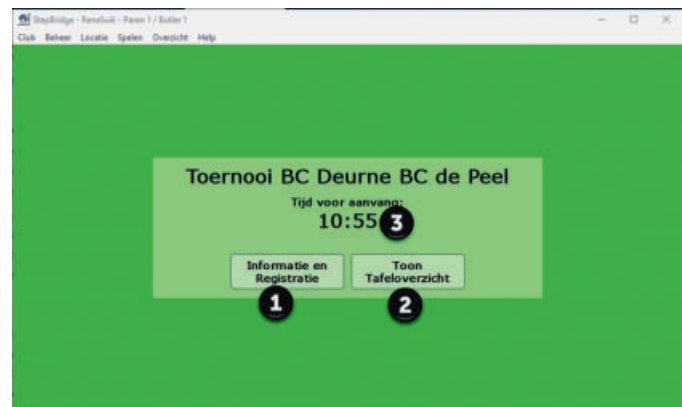 StepBridge - ReneSuik - Paren 1 / Butler 1
Club Beheer Locatie Spelen Overzicht Help
Toernooi BC Deurne BC de Peel
Tijd voor aanvang:
10:55 3
Informatie en Registratie
Toon Tafeloverzicht
1
2